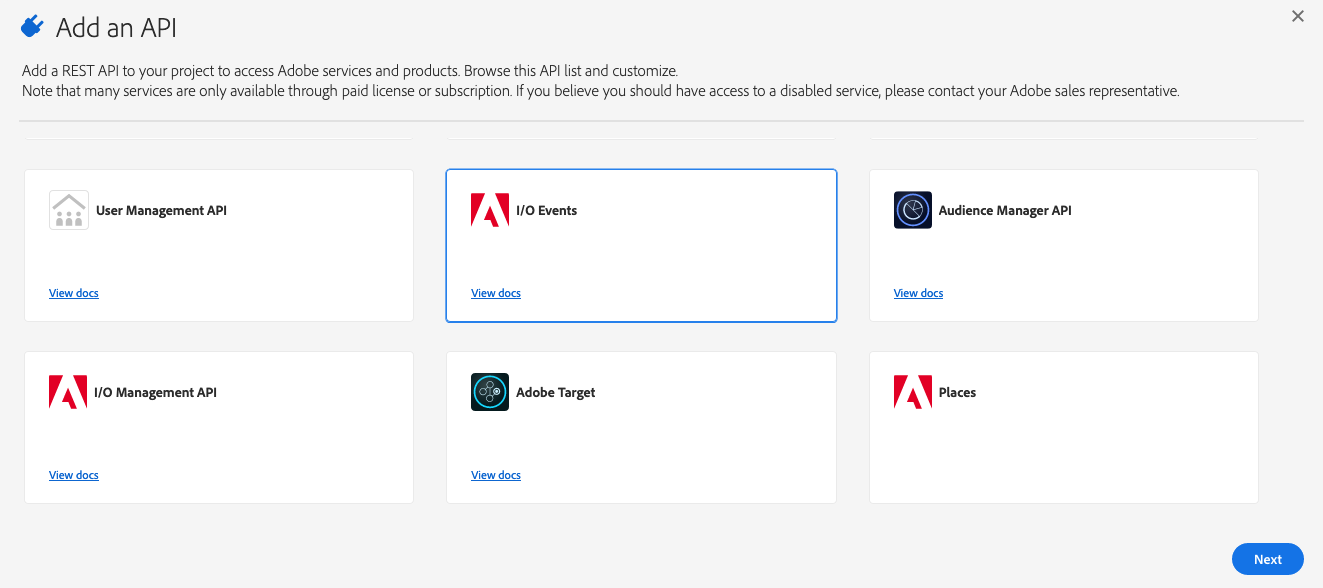 Add an API
Add a REST API to your project to access Adobe services and products. Browse this API list and customize.
Note that many services are only available through paid license or subscription. If you believe you should have access to a disabled service, please contact your Adobe sales representative.
User Management API
View docs
I/O Events
View docs
Audience Manager API
View docs
I/O Management API
View docs
Adobe Target
View docs
Places
Next